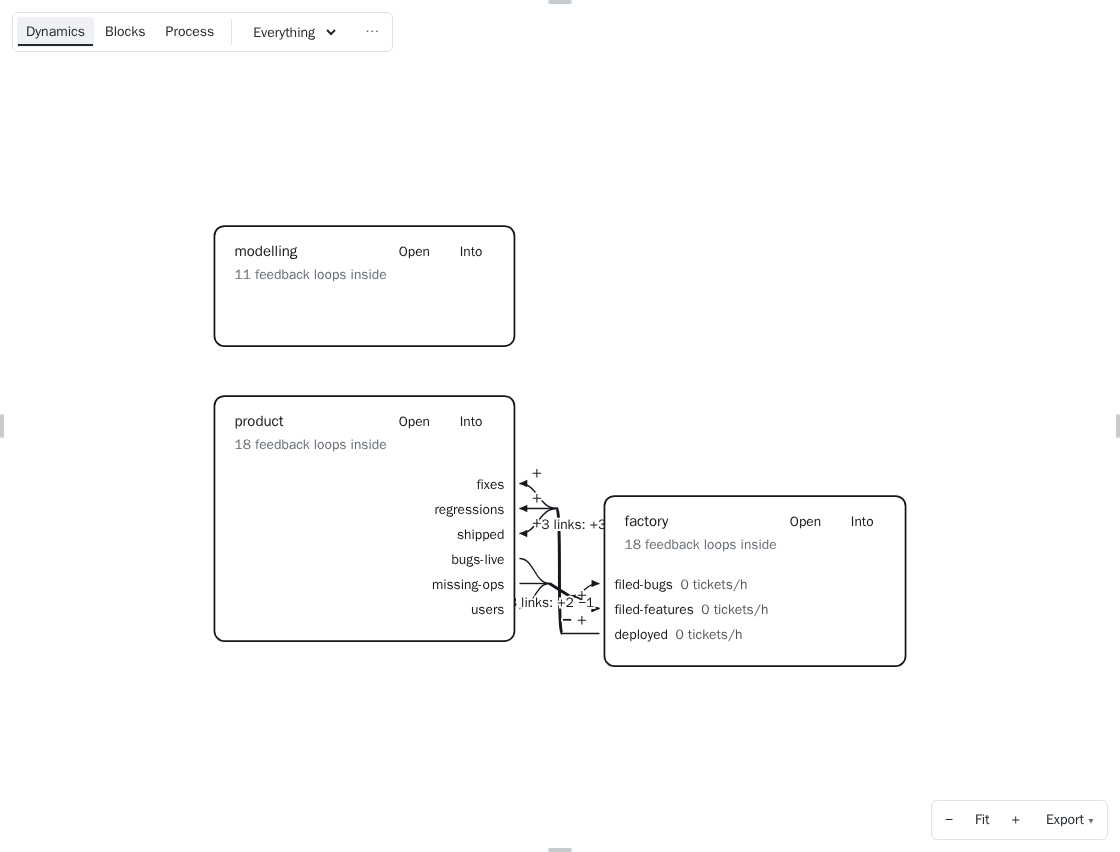 Dynamics Blocks Process Everything ···
modelling Open Into
11 feedback loops inside
product Open Into
18 feedback loops inside
+
fixes
+
regressions
+3 links: +3
shipped
factory Open Into
18 feedback loops inside
bugs-live
missing-ops
filed-bugs 0 tickets/h
+
links: +2 −1
users
filed-features 0 tickets/h
− +
deployed 0 tickets/h
− Fit + Export ▾